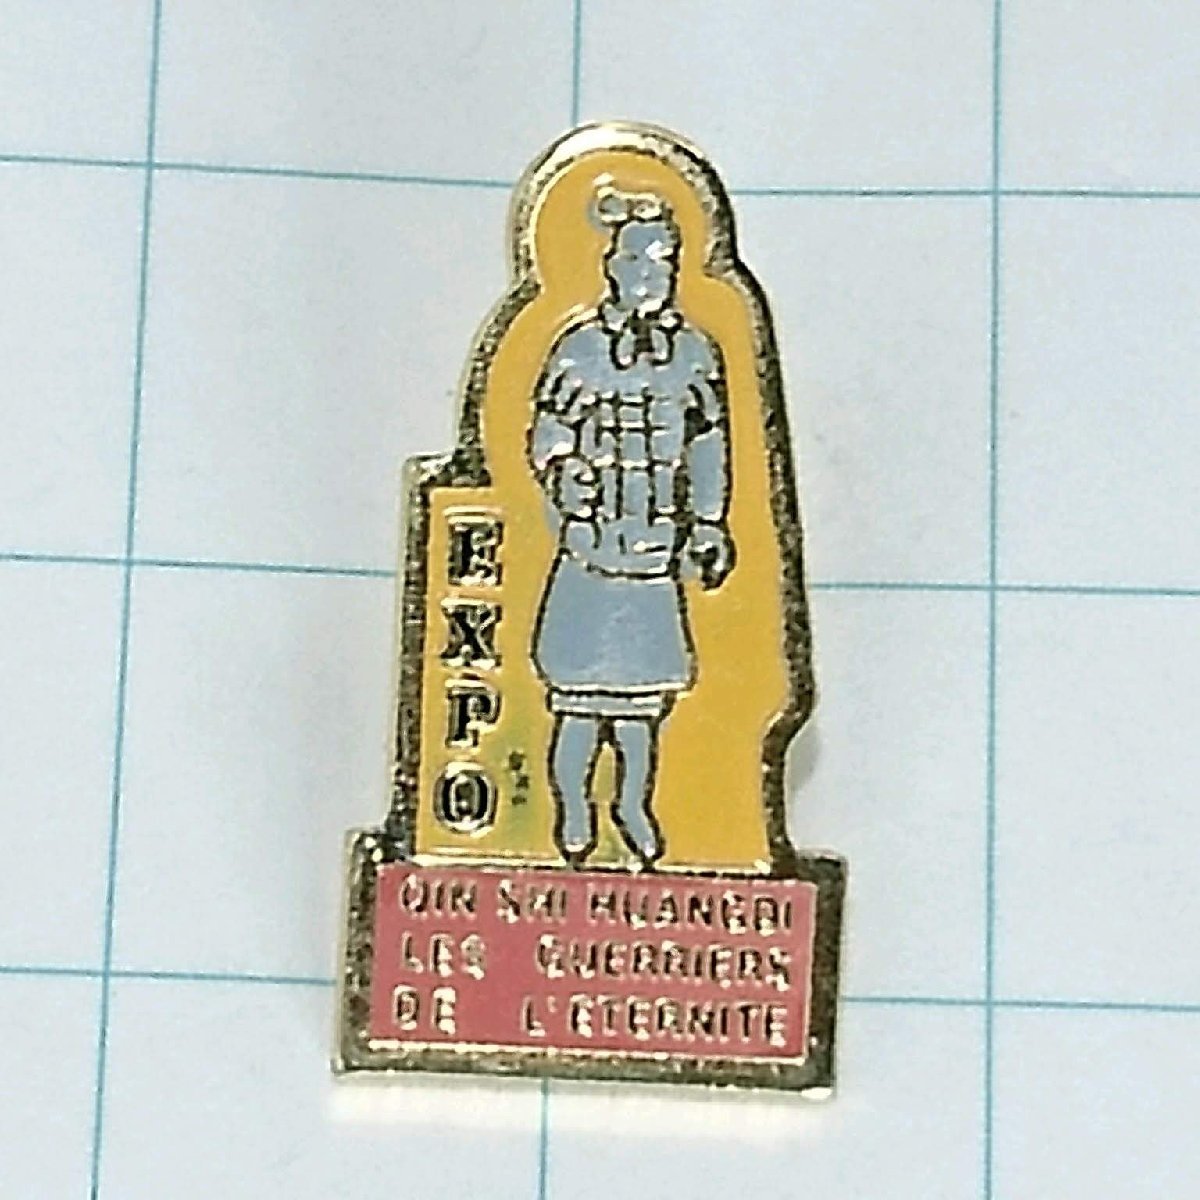 EXPO
QIN SHI HUANGDI
LES GUERRIERS
DE L'ETERNITE